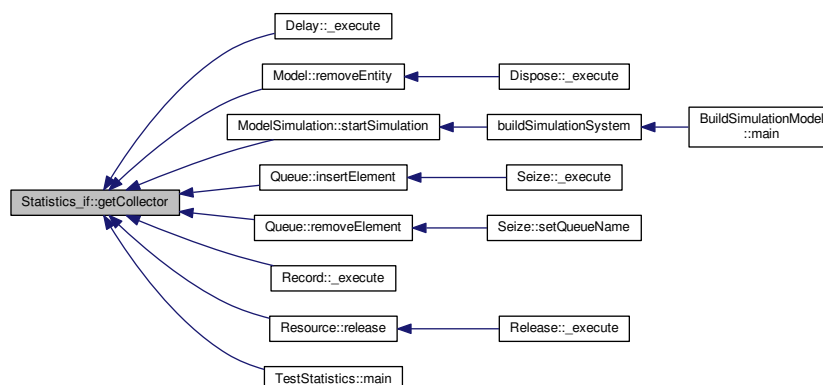 Delay::_execute
Model::removeEntity
Dispose::_execute
ModelSimulation::startSimulation
buildSimulationSystem
BuildSimulationModel
::main
Queue::insertElement
Seize::_execute
Statistics_if::getCollector
Queue::removeElement
Seize::setQueueName
Record::_execute
Resource::release
Release::_execute
TestStatistics::main